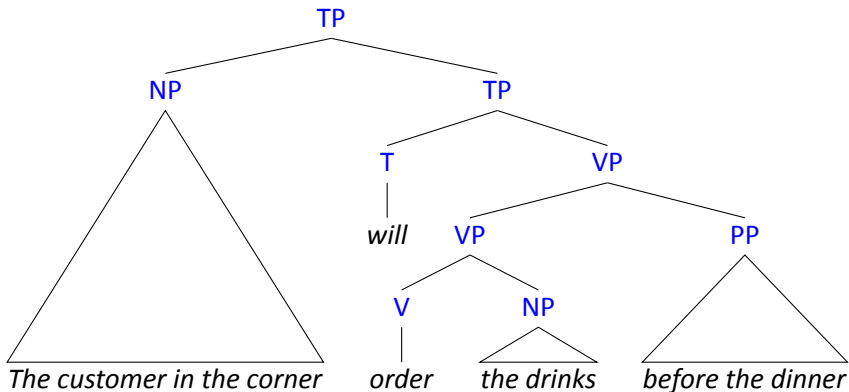 TP
NP TP
T VP
will VP PP
V NP
The customer in the corner order the drinks before the dinner